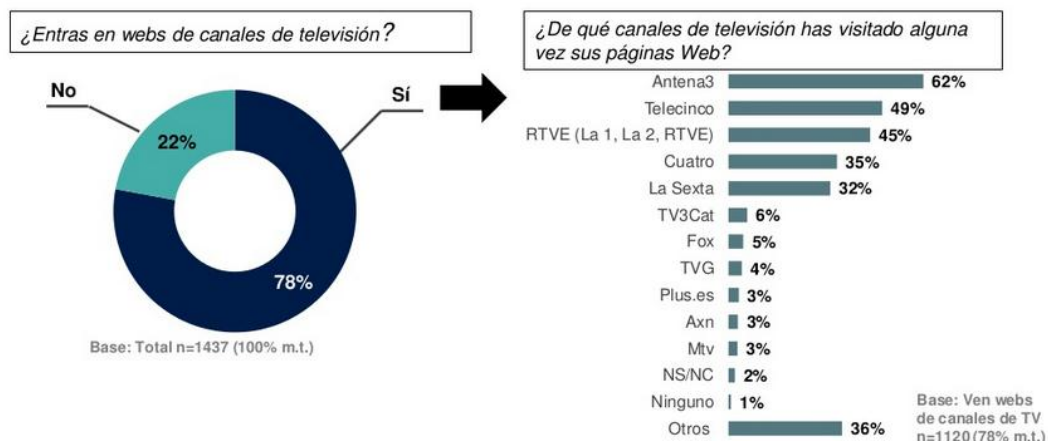 ¿Entras en webs de canales de televisión?
No
Sí
22%
78%
Base: Total n=1437 (100% m.t.)
¿De qué canales de televisión has visitado alguna
vez sus páginas Web?
Antena3 62%
Telecinco 49%
RTVE (La 1, La 2, RTVE) 45%
Cuatro 35%
La Sexta 32%
TV3Cat 6%
Fox 5%
TVG 4%
Plus.es 3%
Axn 3%
Mtv 3%
NS/NC 2%
Ninguno 1%
Otros 36%
Base: Ven webs
de canales de TV
n=1120 (78% m.t.)